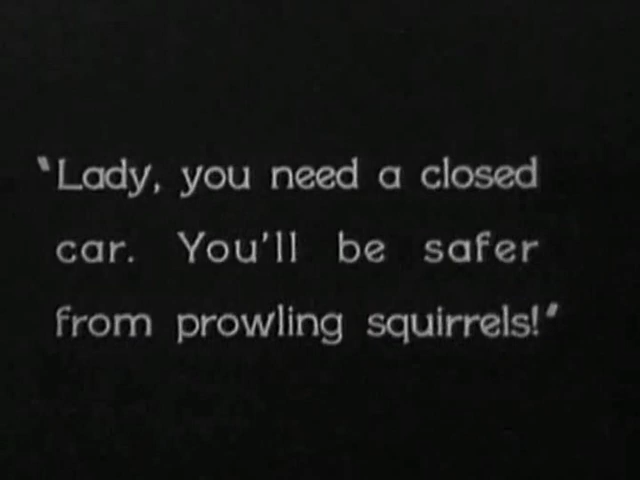 "Lady, you need a closed
car. You'll be safer
from prowling squirrels!"